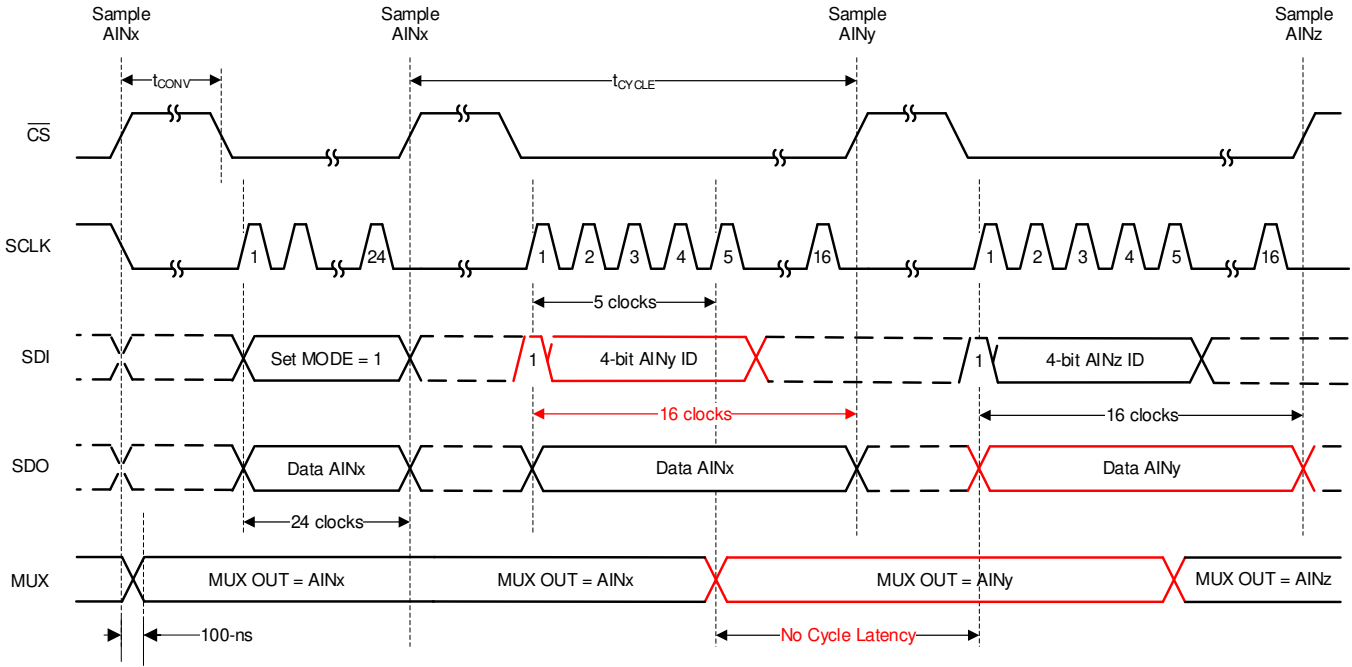 Sample
AINx
Sample
AINx
Sample
AINy
Sample
AINz
tCONV
tCYCLE
CS
SCLK
1
24
1
2
3
4
5
16
1
2
3
4
5
16
5 clocks
SDI
Set MODE = 1
1
4-bit AINy ID
1
4-bit AINz ID
16 clocks
16 clocks
SDO
Data AINx
Data AINx
Data AINy
24 clocks
MUX
MUX OUT = AINx
MUX OUT = AINx
MUX OUT = AINy
MUX OUT = AINz
100-ns
No Cycle Latency